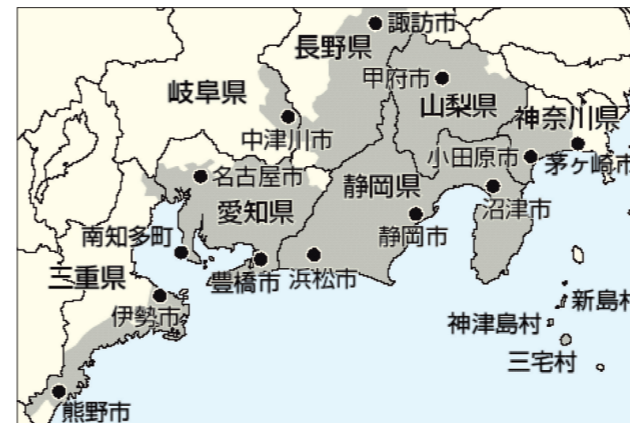 諏訪市
長野県
甲府市
岐阜県
山梨県
神奈川県
中津川市
小田原市
茅ヶ崎市
名古屋市
静岡県
愛知県
沼津市
静岡市
南知多町
三重県
豊橋市
浜松市
伊勢市
新島村
神津島村
三宅村
熊野市